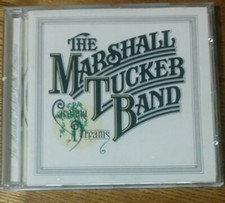 THE
MARSHALL
TUCKER
BAND
Carolina
Dreams